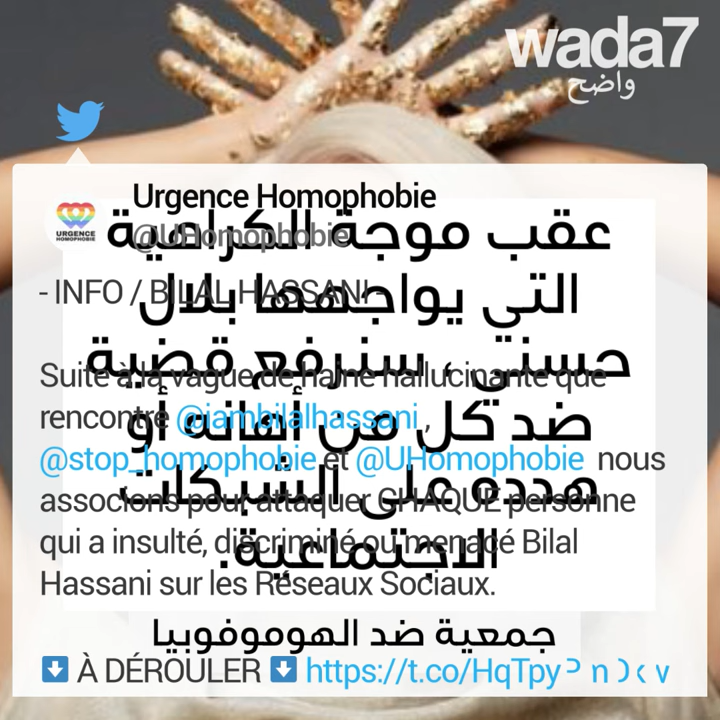 wada7
واضح
Urgence Homophobie
@UHomophobie
URGENCE
HOMOPHOBIE
- INFO / BILAL HASSANI -
Suite à la vague de haine hallucinante que
rencontre @iambilalhassani ,
@stop_homophobie et @UHomophobie nous
associons pour attaquer CHAQUE personne
qui a insulté, discriminé ou menacé Bilal
Hassani sur les Réseaux Sociaux.
⬇️ À DÉROULER ⬇️ https://t.co/HqTpy
عقب موجة الكراهية
التي يواجهها بلال
حسني ، سنرفع قضية
ضد كل من أهانه أو
هدده على الشبكات
الاجتماعية.
جمعية ضد الهوموفوبيا